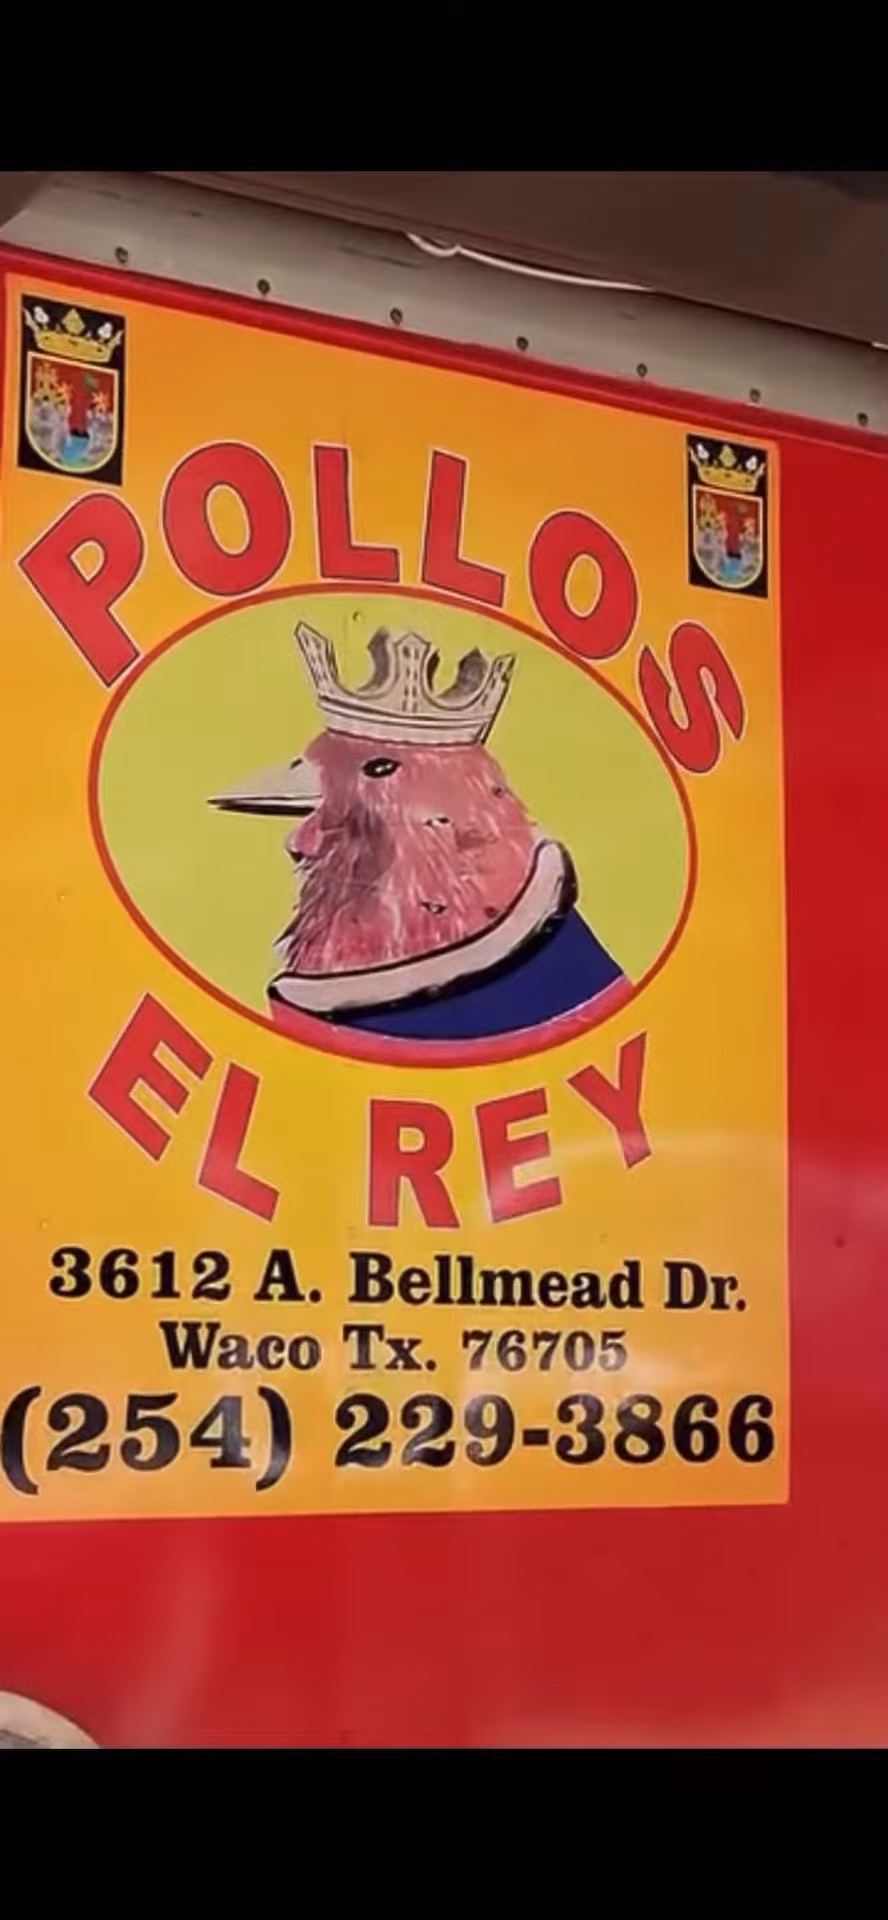 POLLOS
EL REY
3612 A. Bellmead Dr.
Waco Tx. 76705
(254) 229-3866